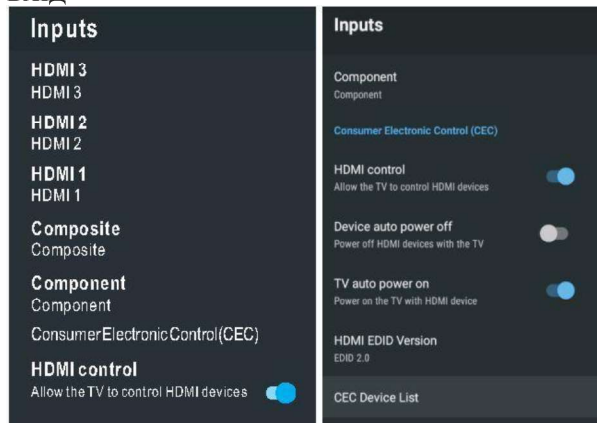 Inputs
HDMI 3
HDMI 3
HDMI 2
HDMI 2
HDMI 1
HDMI 1
Composite
Composite
Component
Component
ConsumerElectronicControl(CEC)
HDMI control
Allow the TV to control HDMI devices
Inputs
Component
Component
Consumer Electronic Control (CEC)
HDMI control
Allow the TV to control HDMI devices
Device auto power off
Power off HDMI devices with the TV
TV auto power on
Power on the TV with HDMI device
HDMI EDID Version
EDID 2.0
CEC Device List